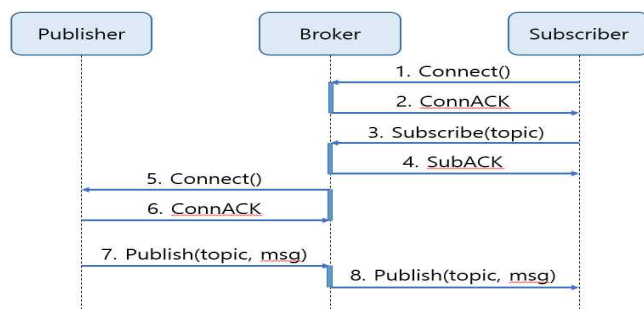 Publisher
Broker
Subscriber
1. Connect()
2. ConnACK
3. Subscribe(topic)
4. SubACK
5. Connect()
6. ConnACK
7. Publish(topic, msg)
8. Publish(topic, msg)